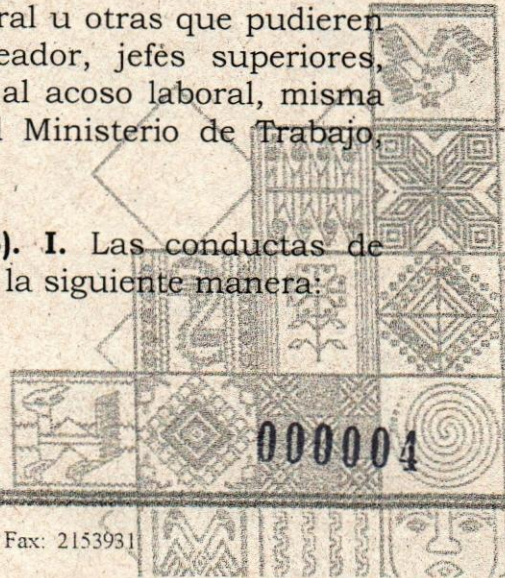 ral u otras que pudieren
eador, jefes superiores,
al acoso laboral, misma
l Ministerio de Trabajo,
). I. Las conductas de
la siguiente manera:
000004
Fax: 2153931